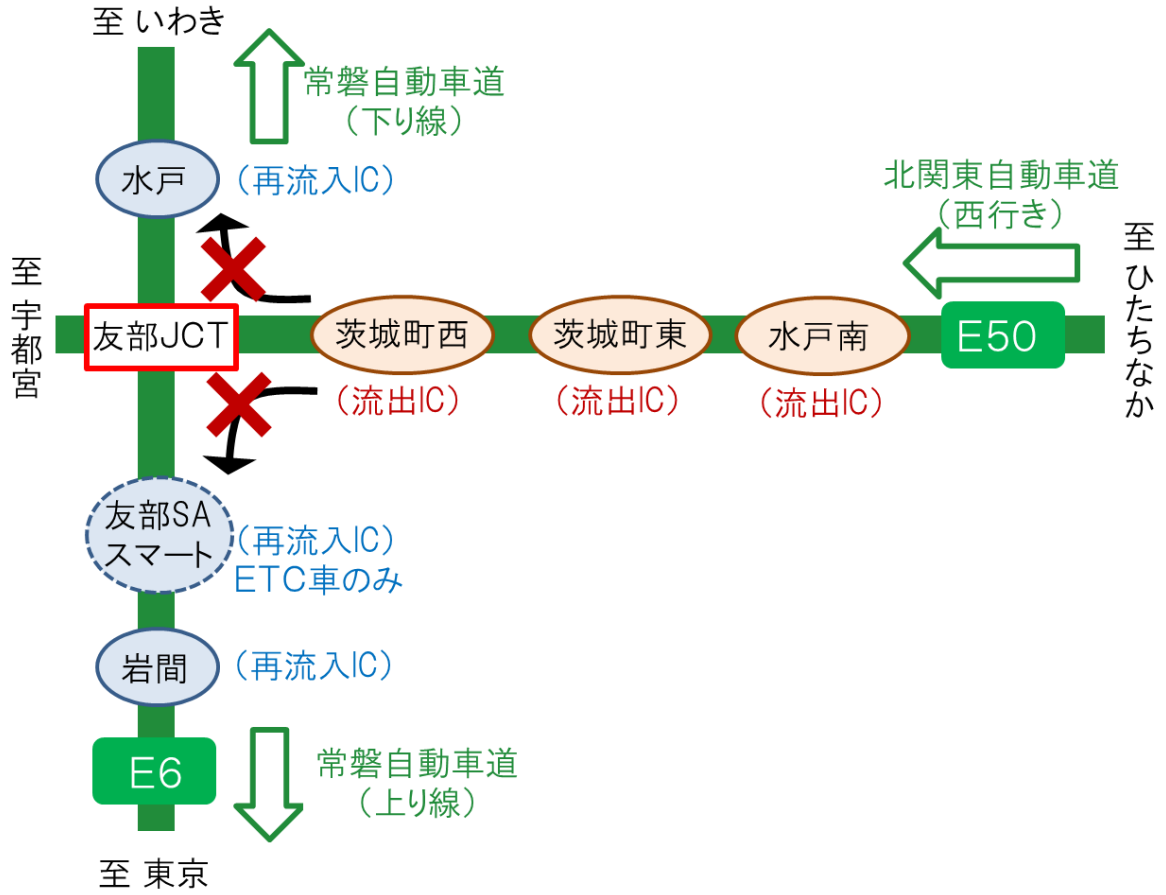 至 いわき
常磐自動車道
（下り線）
水戸
（再流入IC）
北関東自動車道
（西行き）
至 ひたちなか
至 宇都宮
友部JCT
茨城町西
茨城町東
水戸南
E50
（流出IC）
（流出IC）
（流出IC）
友部SA
スマート
（再流入IC）
ETC車のみ
岩間
（再流入IC）
E6
常磐自動車道
（上り線）
至 東京